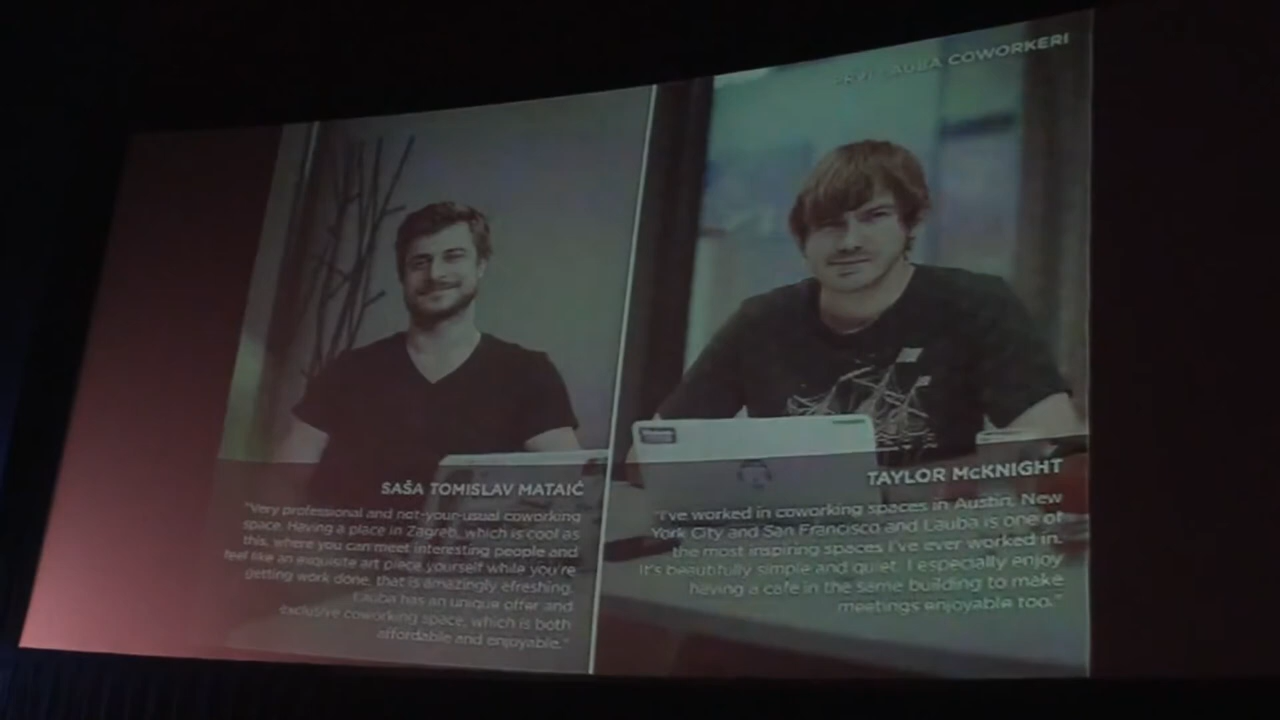 LAUBA COWORKERI
SAŠA TOMISLAV MATAIĆ
"Very professional and not-your-usual coworking
space. Having a place in Zagreb, which is cool as
this, where you can meet interesting people and
feel like an exquisite art piece yourself while you're
getting work done, that is amazingly efreshing.
Lauba has an unique offer and
exclusive coworking space, which is both
affordable and enjoyable."
TAYLOR McKNIGHT
"I've worked in coworking spaces in Austin, New
York City and San Francisco and Lauba is one of
the most inspiring spaces I've ever worked in.
It's beautifully simple and quiet. I especially enjoy
having a cafe in the same building to make
meetings enjoyable too."